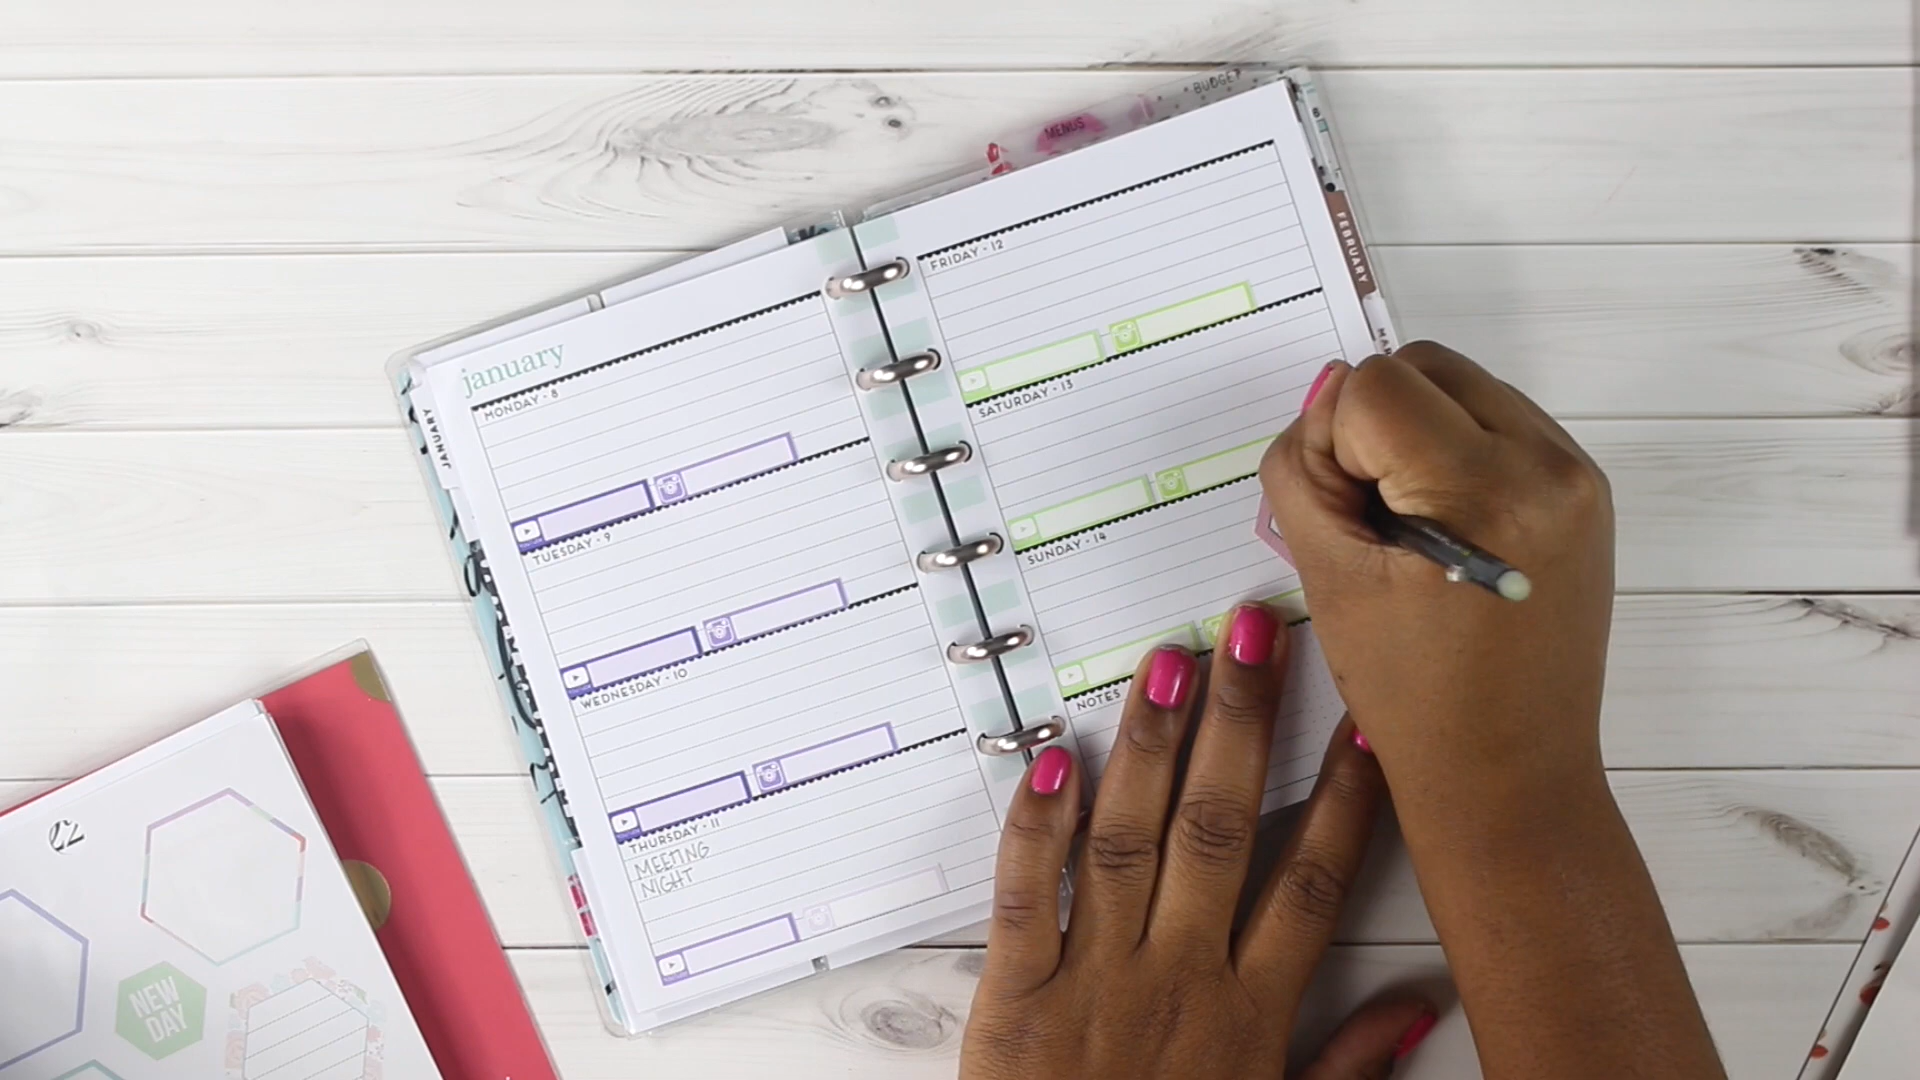 BUDGET
MENUS
FEBRUARY
MAR
JANUARY
january
MONDAY · 8
TUESDAY · 9
WEDNESDAY · 10
THURSDAY · 11
MEETING
NIGHT
FRIDAY · 12
SATURDAY · 13
SUNDAY · 14
NOTES
NEW
DAY